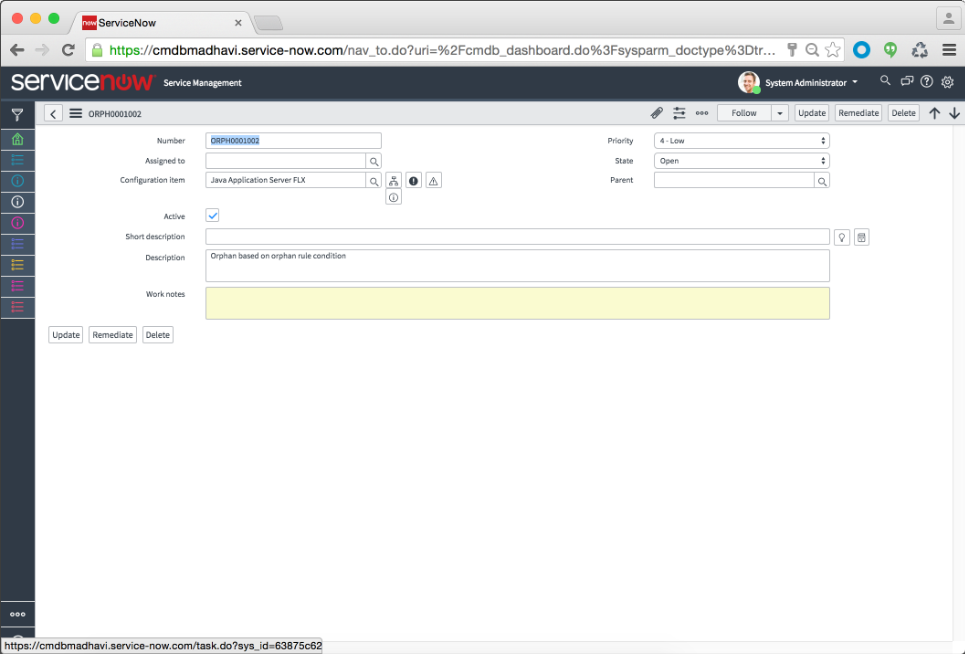 now ServiceNow
https://cmdbmadhavi.service-now.com/nav_to.do?uri=%2Fcmdb_dashboard.do%3Fsysparm_doctype%3Dtr...
servicenow Service Management System Administrator
ORPH0001002 Follow Update Remediate Delete
Number ORPH0001002 Priority 4 - Low
Assigned to State Open
Configuration item Java Application Server FLX Parent
Active
Short description
Description Orphan based on orphan rule condition
Work notes
Update Remediate Delete
https://cmdbmadhavi.service-now.com/task.do?sys_id=63875c62